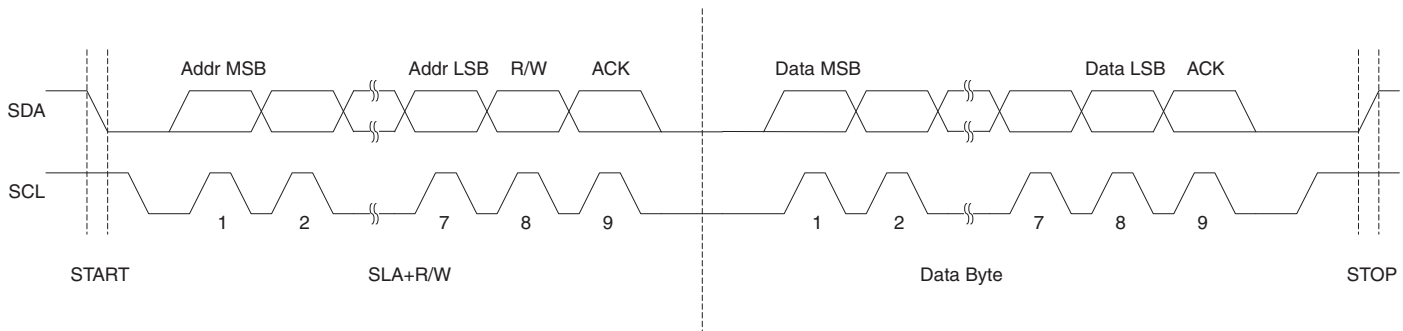 Addr MSB Addr LSB R/W ACK Data MSB Data LSB ACK
SDA
SCL
1 2 7 8 9 1 2 7 8 9
START SLA+R/W Data Byte STOP